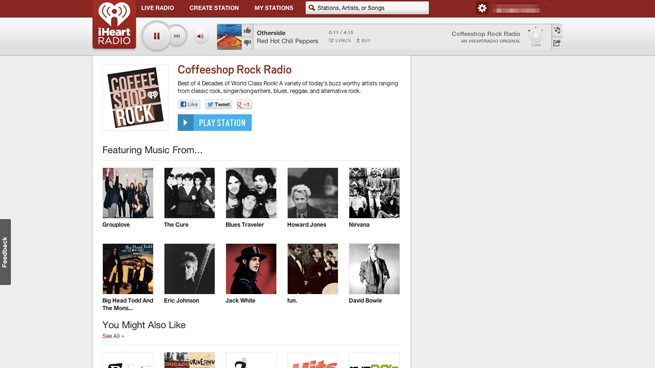 iHeart
RADIO
LIVE RADIO
CREATE STATION
MY STATIONS
Stations, Artists, or Songs
Otherside
Red Hot Chili Peppers
0:11 / 4:15
LYRICS
BUY
Coffeeshop Rock Radio
AN IHEARTRADIO ORIGINAL
TUNE
COFFEE
SHOP
ROCK
Coffeeshop Rock Radio
Best of 4 Decades of World Class Rock! A variety of today's buzz worthy artists ranging
from classic rock, singer/songwriters, blues, reggae, and alternative rock.
Like
Tweet
+1
PLAY STATION
Featuring Music From...
Grouplove
The Cure
Blues Traveler
Howard Jones
Nirvana
Big Head Todd And
The Mons...
Eric Johnson
Jack White
fun.
David Bowie
You Might Also Like
See All »
CHICAGO
Hits
Feedback